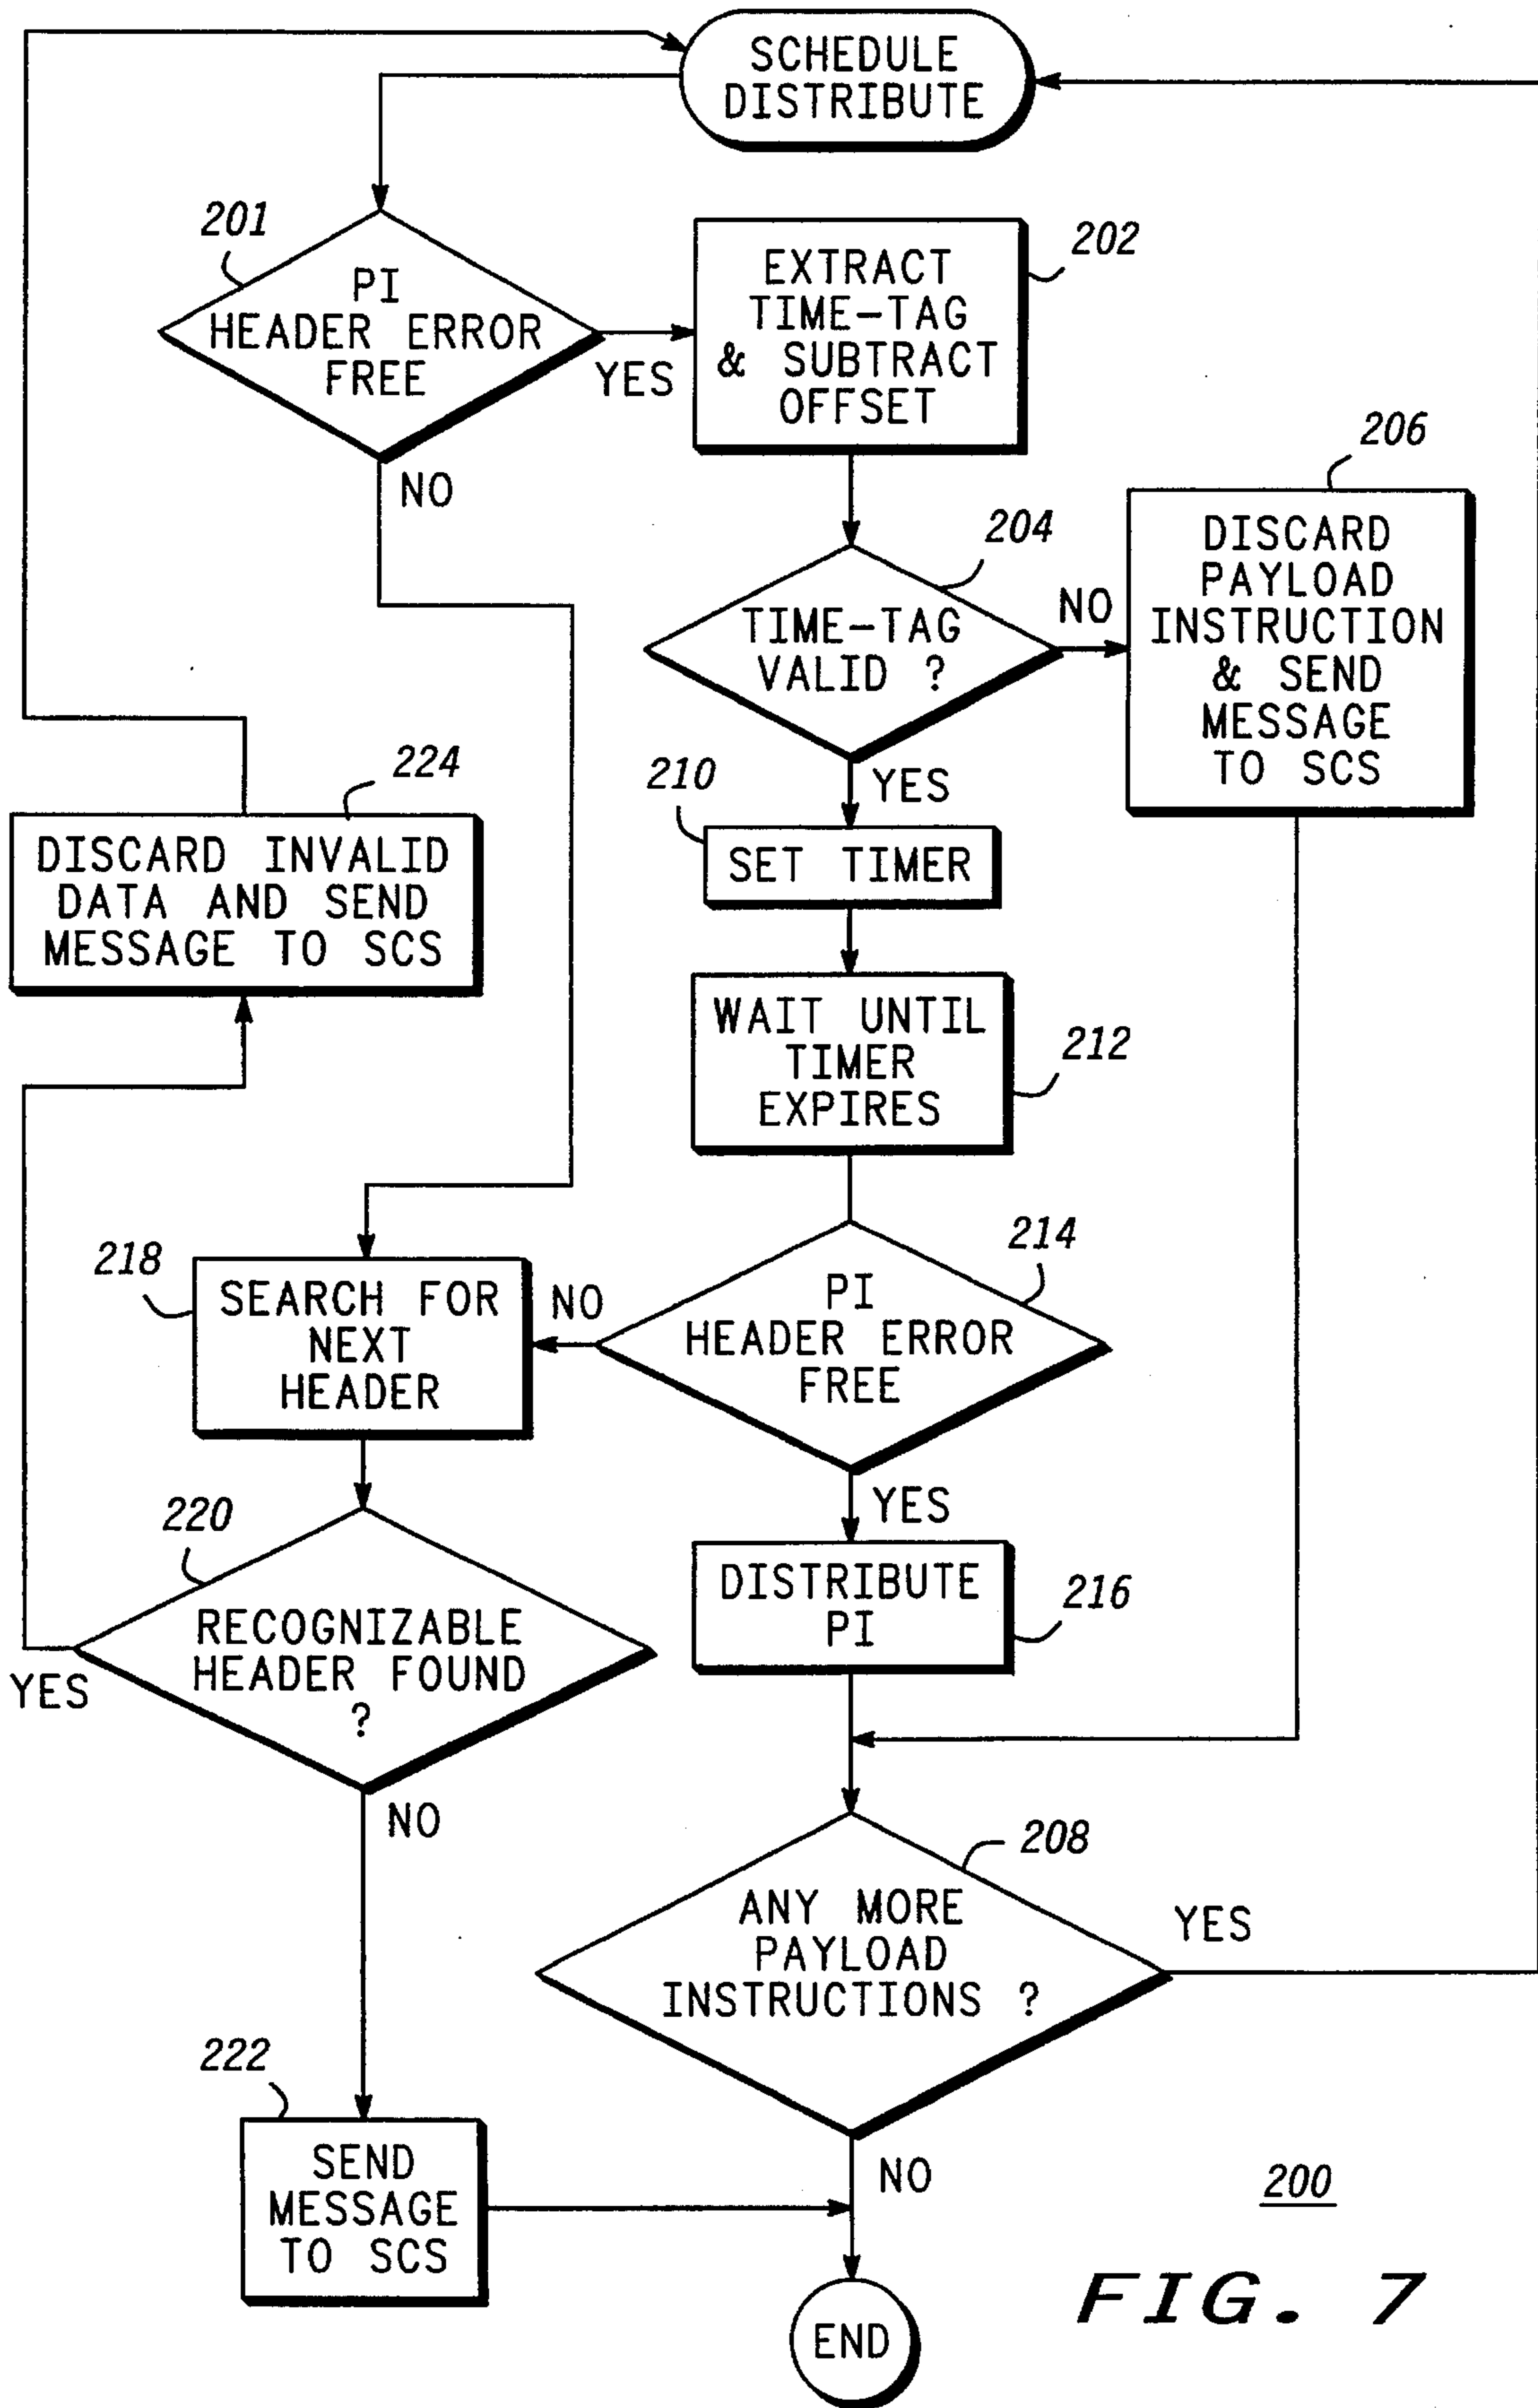 SCHEDULE
DISTRIBUTE
201
PI
HEADER ERROR
FREE
YES
NO
202
EXTRACT
TIME-TAG
& SUBTRACT
OFFSET
206
DISCARD
PAYLOAD
INSTRUCTION
& SEND
MESSAGE
TO SCS
204
TIME-TAG
VALID ?
NO
YES
224
DISCARD INVALID
DATA AND SEND
MESSAGE TO SCS
210
SET TIMER
WAIT UNTIL
TIMER
EXPIRES
212
218
SEARCH FOR
NEXT
HEADER
NO
214
PI
HEADER ERROR
FREE
YES
220
RECOGNIZABLE
HEADER FOUND
?
YES
NO
DISTRIBUTE
PI
216
208
ANY MORE
PAYLOAD
INSTRUCTIONS ?
YES
NO
222
SEND
MESSAGE
TO SCS
END
200
FIG. 7